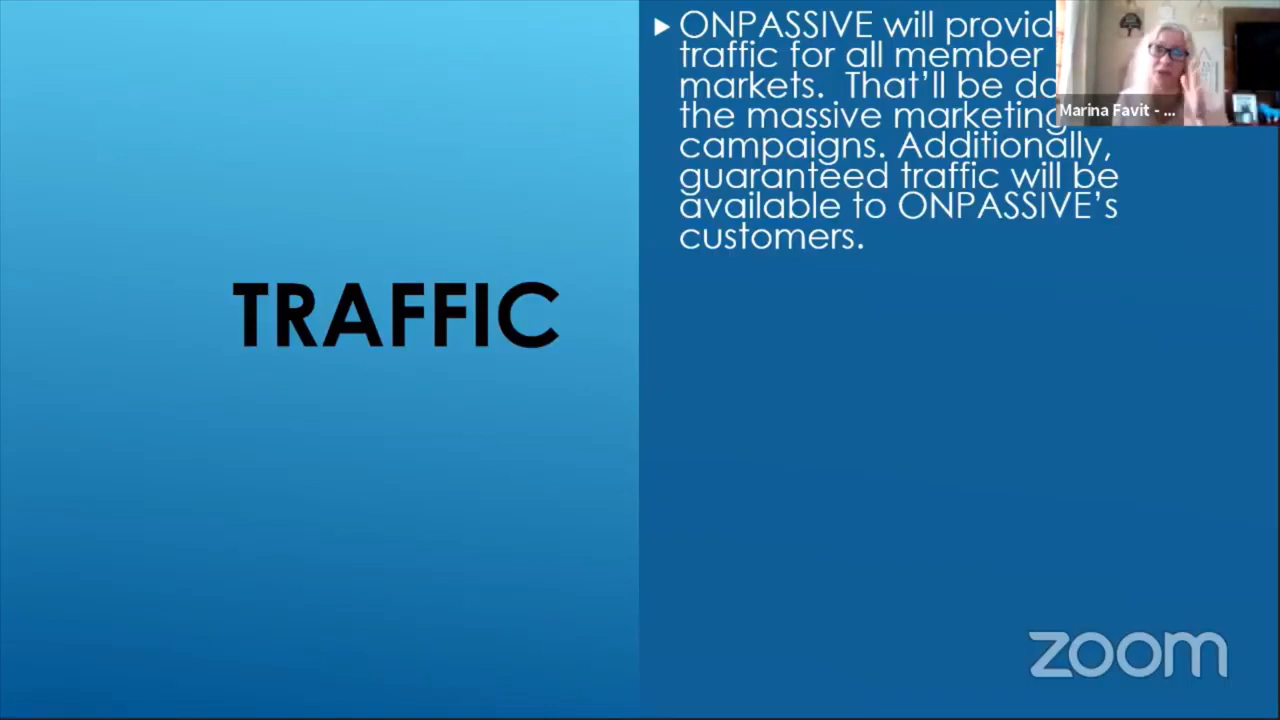 TRAFFIC
ONPASSIVE will provid
traffic for all member
markets. That'll be do
the massive marketing
campaigns. Additionally,
guaranteed traffic will be
available to ONPASSIVE's
customers.
Marina Favit - ...
zoom